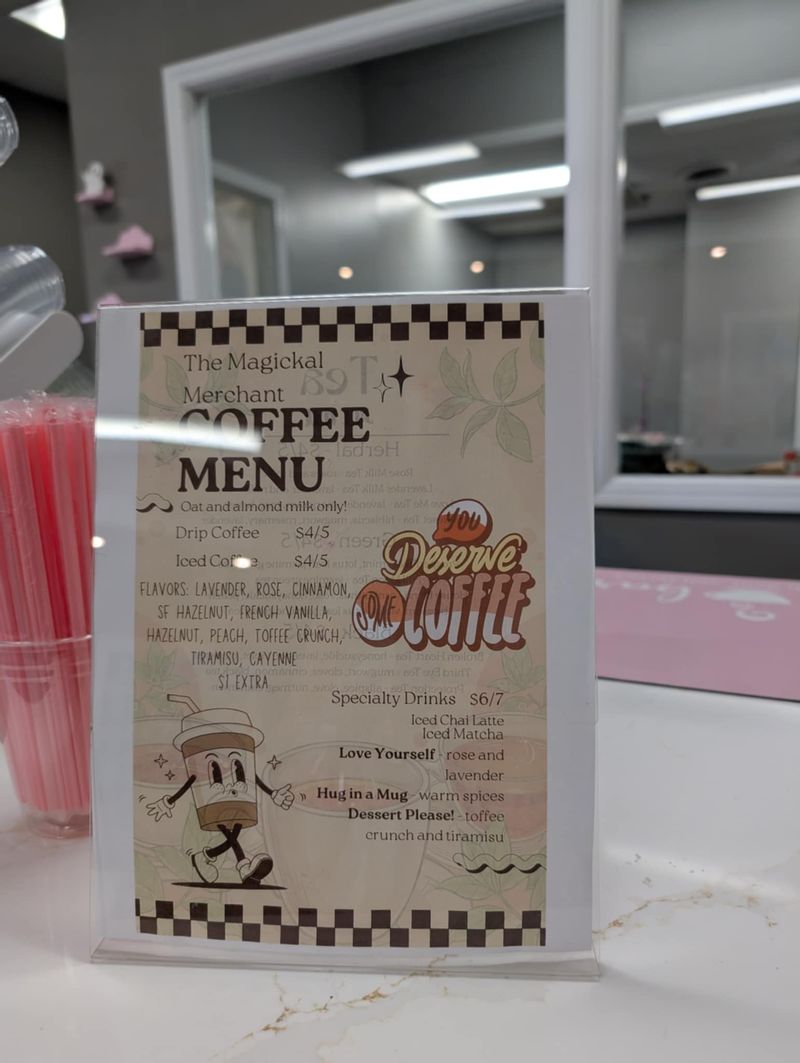 The Magickal
Merchant
COFFEE
MENU
Oat and almond milk only!
Drip Coffee $4/5
Iced Coffee $4/5
FLAVORS: LAVENDER, ROSE, CINNAMON,
SF HAZELNUT, FRENCH VANILLA,
HAZELNUT, PEACH, TOFFEE CRUNCH,
TIRAMISU, CAYENNE
$1 EXTRA
YOU
Deserve
SOME COFFEE
Specialty Drinks $6/7
Iced Chai Latte
Iced Matcha
Love Yourself - rose and
lavender
Hug in a Mug - warm spices
Dessert Please! - toffee
crunch and tiramisu